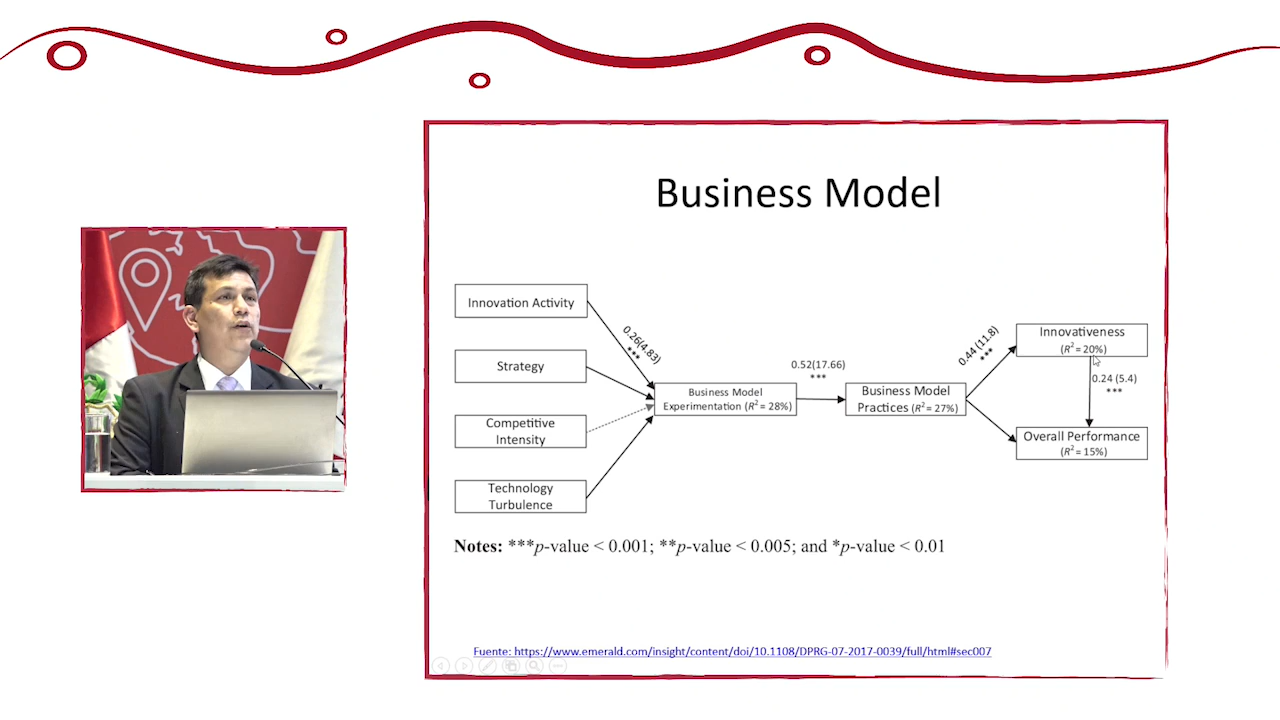 Business Model
Innovation Activity
Strategy
Competitive
Intensity
Technology
Turbulence
0.26(4.83)
***
Business Model
Experimentation (R² = 28%)
0.52(17.66)
***
Business Model
Practices (R² = 27%)
0.44 (11.8)
***
Innovativeness
(R² = 20%)
0.24 (5.4)
***
Overall Performance
(R² = 15%)
Notes: ***p-value < 0.001; **p-value < 0.005; and *p-value < 0.01
Fuente: https://www.emerald.com/insight/content/doi/10.1108/DPRG-07-2017-0039/full/html#sec007